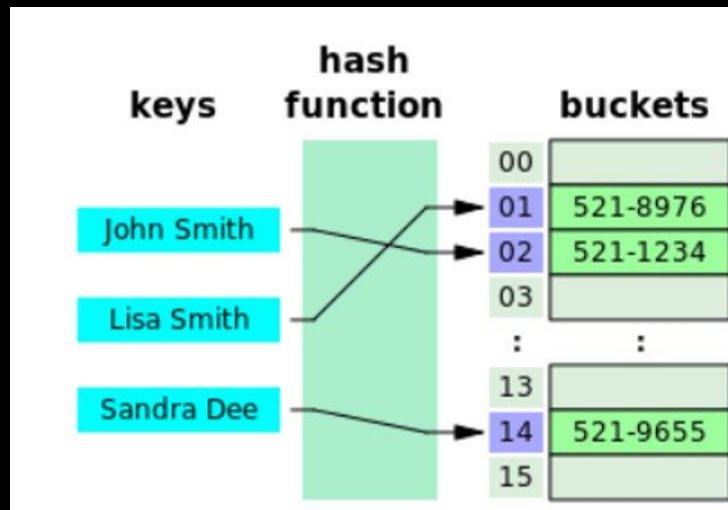 hash
keys function buckets
00
John Smith 01 521-8976
02 521-1234
Lisa Smith 03
: :
Sandra Dee 13
14 521-9655
15